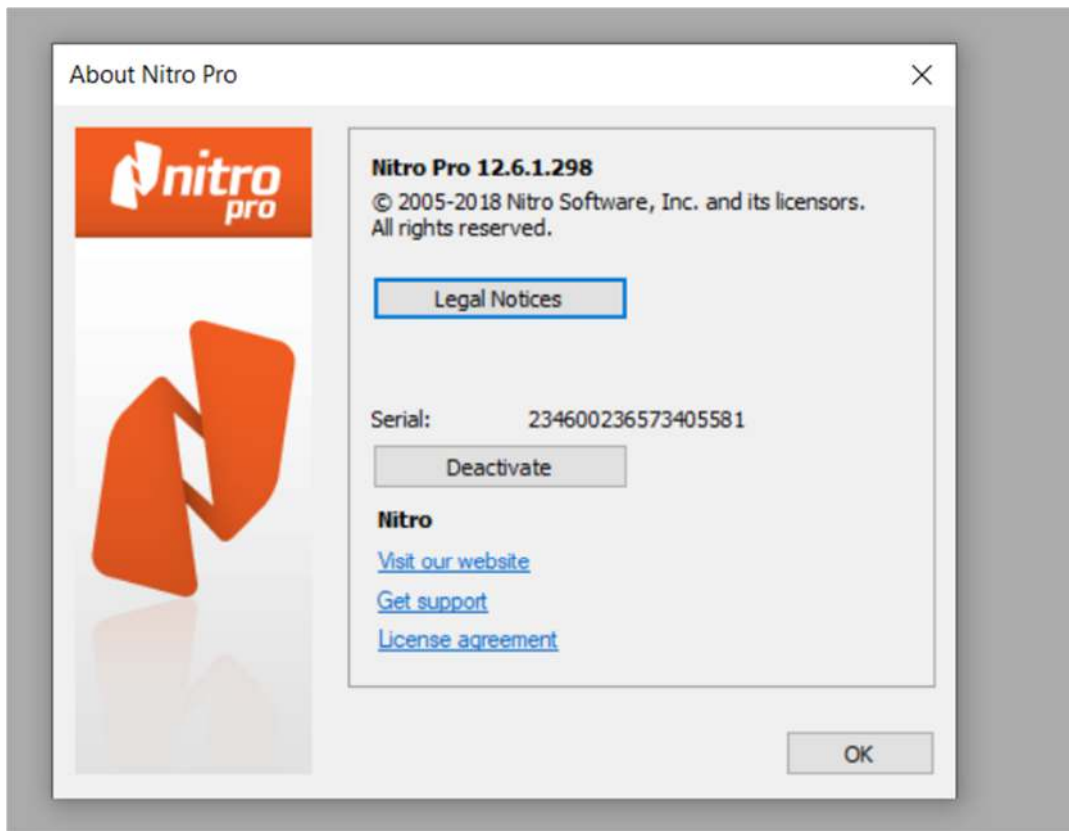 About Nitro Pro
nitro
pro
Nitro Pro 12.6.1.298
© 2005-2018 Nitro Software, Inc. and its licensors.
All rights reserved.
Legal Notices
Serial: 234600236573405581
Deactivate
Nitro
Visit our website
Get support
License agreement
OK